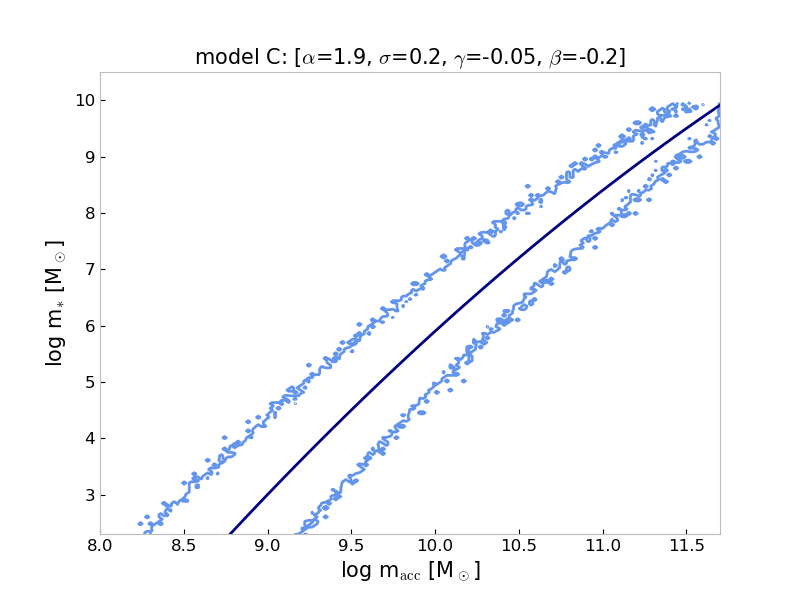 model C: [α=1.9, σ=0.2, γ=-0.05, β=-0.2]
log m* [M⊙]
10
9
8
7
6
5
4
3
8.0 8.5 9.0 9.5 10.0 10.5 11.0 11.5
log macc [M⊙]